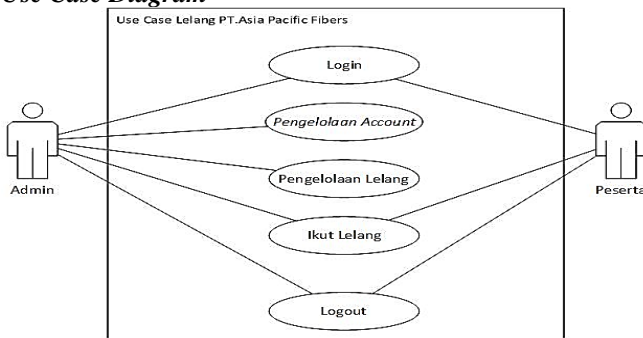 Use Case Diagram
Use Case Lelang PT.Asia Pacific Fibers
Login
Pengelolaan Account
Pengelolaan Lelang
Ikut Lelang
Logout
Admin
Peserta